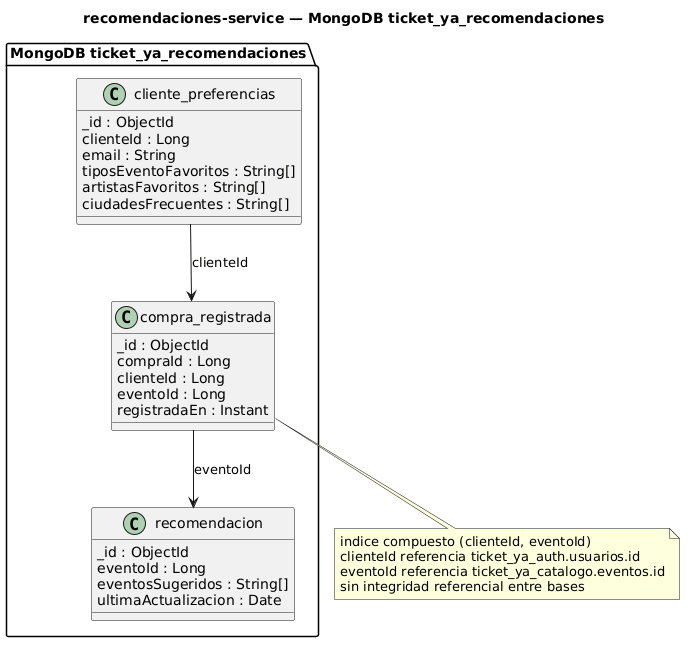 recomendaciones-service — MongoDB ticket_ya_recomendaciones
MongoDB ticket_ya_recomendaciones
C cliente_preferencias
_id : ObjectId
clienteId : Long
email : String
tiposEventoFavoritos : String[]
artistasFavoritos : String[]
ciudadesFrecuentes : String[]
clienteId
C compra_registrada
_id : ObjectId
compraId : Long
clienteId : Long
eventoId : Long
registradaEn : Instant
eventoId
C recomendacion
_id : ObjectId
eventoId : Long
eventosSugeridos : String[]
ultimaActualizacion : Date
indice compuesto (clienteId, eventoId)
clienteId referencia ticket_ya_auth.usuarios.id
eventoId referencia ticket_ya_catalogo.eventos.id
sin integridad referencial entre bases